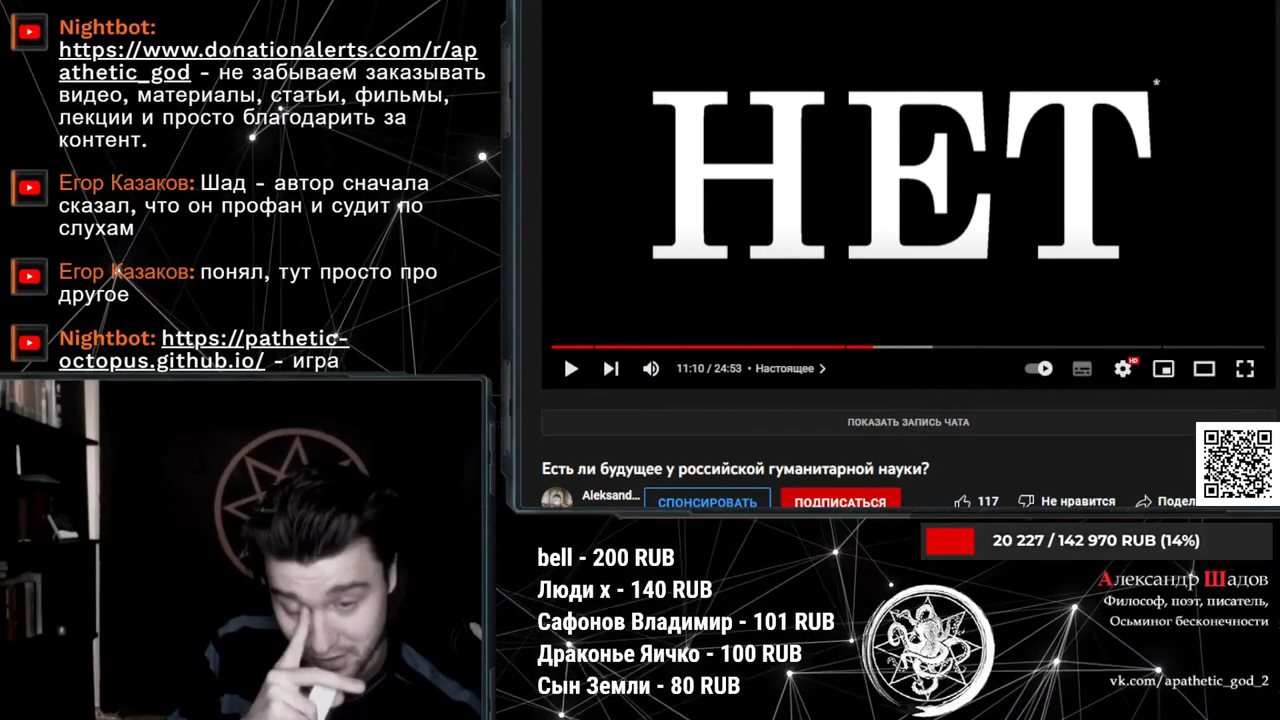 Nightbot:
https://www.donationalerts.com/r/ap
athetic_god - не забываем заказывать
видео, материалы, статьи, фильмы,
лекции и просто благодарить за
контент.
Егор Казаков: Шад - автор сначала
сказал, что он профан и судит по
слухам
Егор Казаков: понял, тут просто про
другое
Nightbot: https://pathetic-
octopus.github.io/ - игра
НЕТ*
11:10 / 24:53 • Настоящее
HD
ПОКАЗАТЬ ЗАПИСЬ ЧАТА
Есть ли будущее у российской гуманитарной науки?
Aleksand...
СПОНСИРОВАТЬ
ПОДПИСАТЬСЯ
117
Не нравится
Подел
20 227 / 142 970 RUB (14%)
bell - 200 RUB
Люди х - 140 RUB
Сафонов Владимир - 101 RUB
Драконье Яичко - 100 RUB
Сын Земли - 80 RUB
Александр Шадов
Философ, поэт, писатель,
Осьминог бесконечности
vk.com/apathetic_god_2